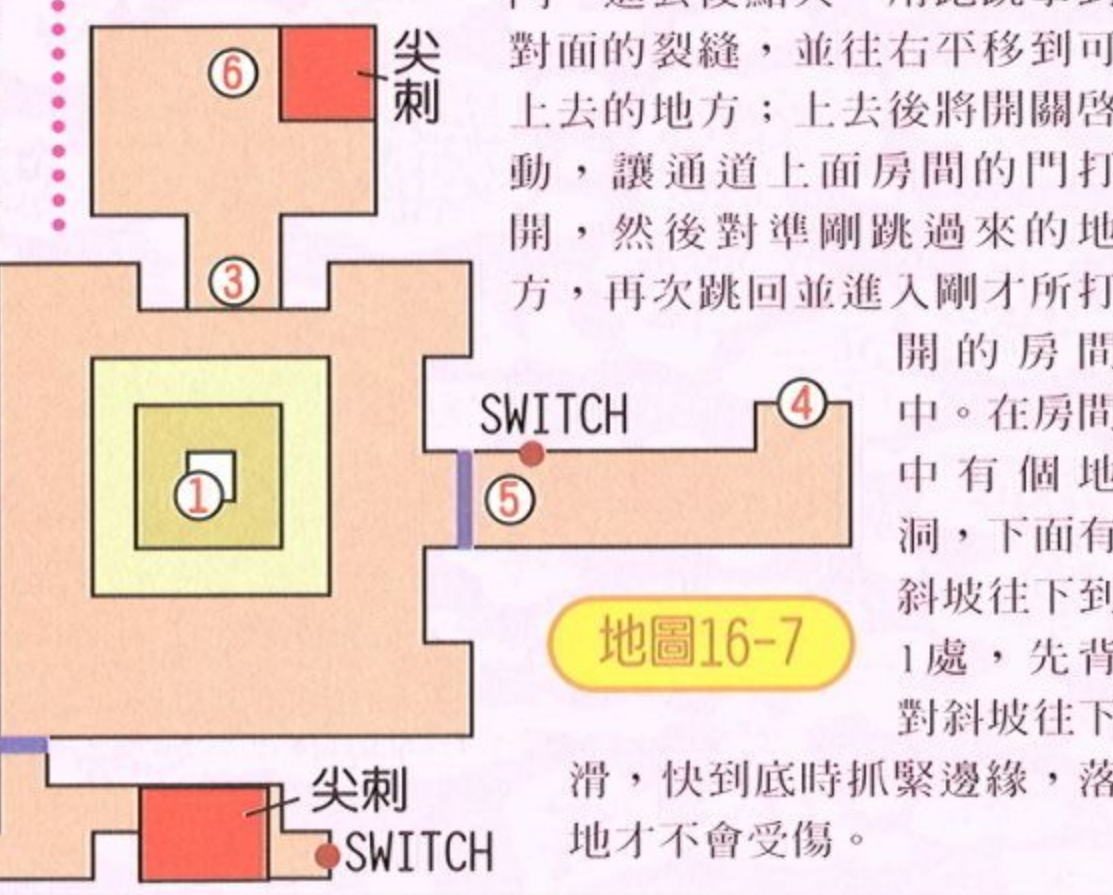 對面的裂縫，並往右平移到可
上去的地方；上去後將開關啓
動，讓通道上面房間的門打
開，然後對準剛跳過來的地
方，再次跳回並進入剛才所打
開的房間
中。在房間
中有個地
洞，下面有
斜坡往下到
1處，先背
對斜坡往下
滑，快到底時抓緊邊緣，落
地才不會受傷。
⑥
尖刺
③
SWITCH
④
①
⑤
地圖16-7
尖刺
SWITCH